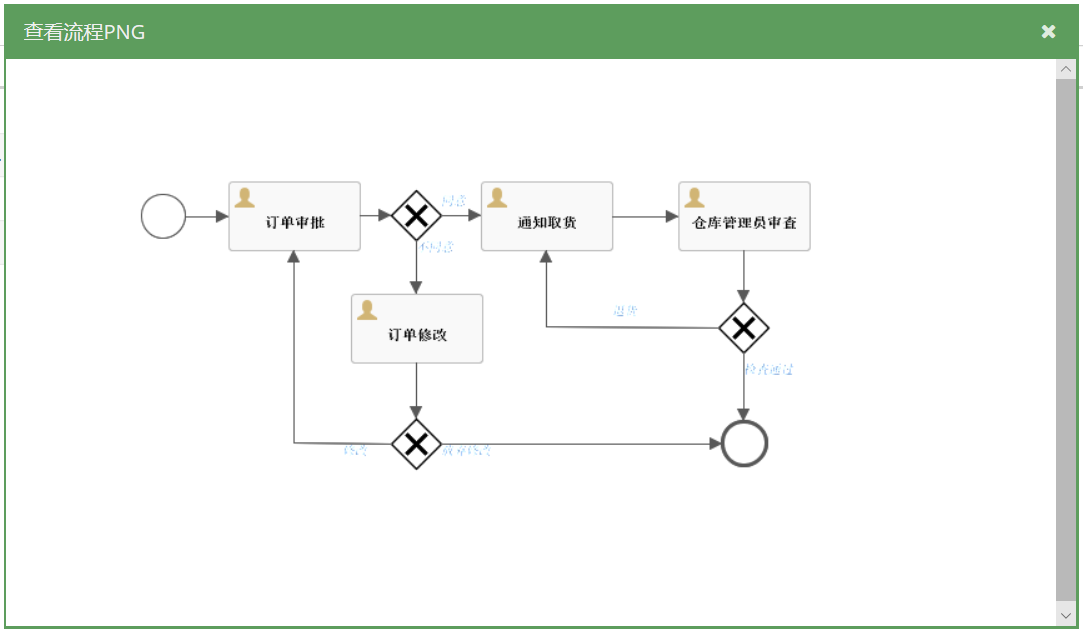 查看流程PNG
订单审批
同意
通知取货
仓库管理员审查
不同意
退货
订单修改
检查通过
修改
放弃修改